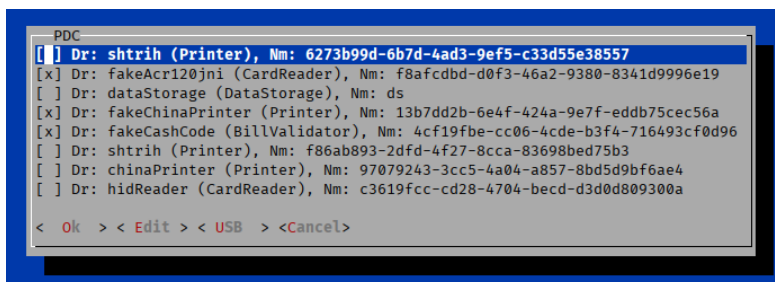 PDC
[ ] Dr: shtrih (Printer), Nm: 6273b99d-6b7d-4ad3-9ef5-c33d55e38557
[x] Dr: fakeAcr120jni (CardReader), Nm: f8afcdbd-d0f3-46a2-9380-8341d9996e19
[ ] Dr: dataStorage (DataStorage), Nm: ds
[x] Dr: fakeChinaPrinter (Printer), Nm: 13b7dd2b-6e4f-424a-9e7f-eddb75cec56a
[x] Dr: fakeCashCode (BillValidator), Nm: 4cf19fbe-cc06-4cde-b3f4-716493cf0d96
[ ] Dr: shtrih (Printer), Nm: f86ab893-2dfd-4f27-8cca-83698bed75b3
[ ] Dr: chinaPrinter (Printer), Nm: 97079243-3cc5-4a04-a857-8bd5d9bf6ae4
[ ] Dr: hidReader (CardReader), Nm: c3619fcc-cd28-4704-becd-d3d0d809300a
<  Ok  > < Edit > < USB  > <Cancel>